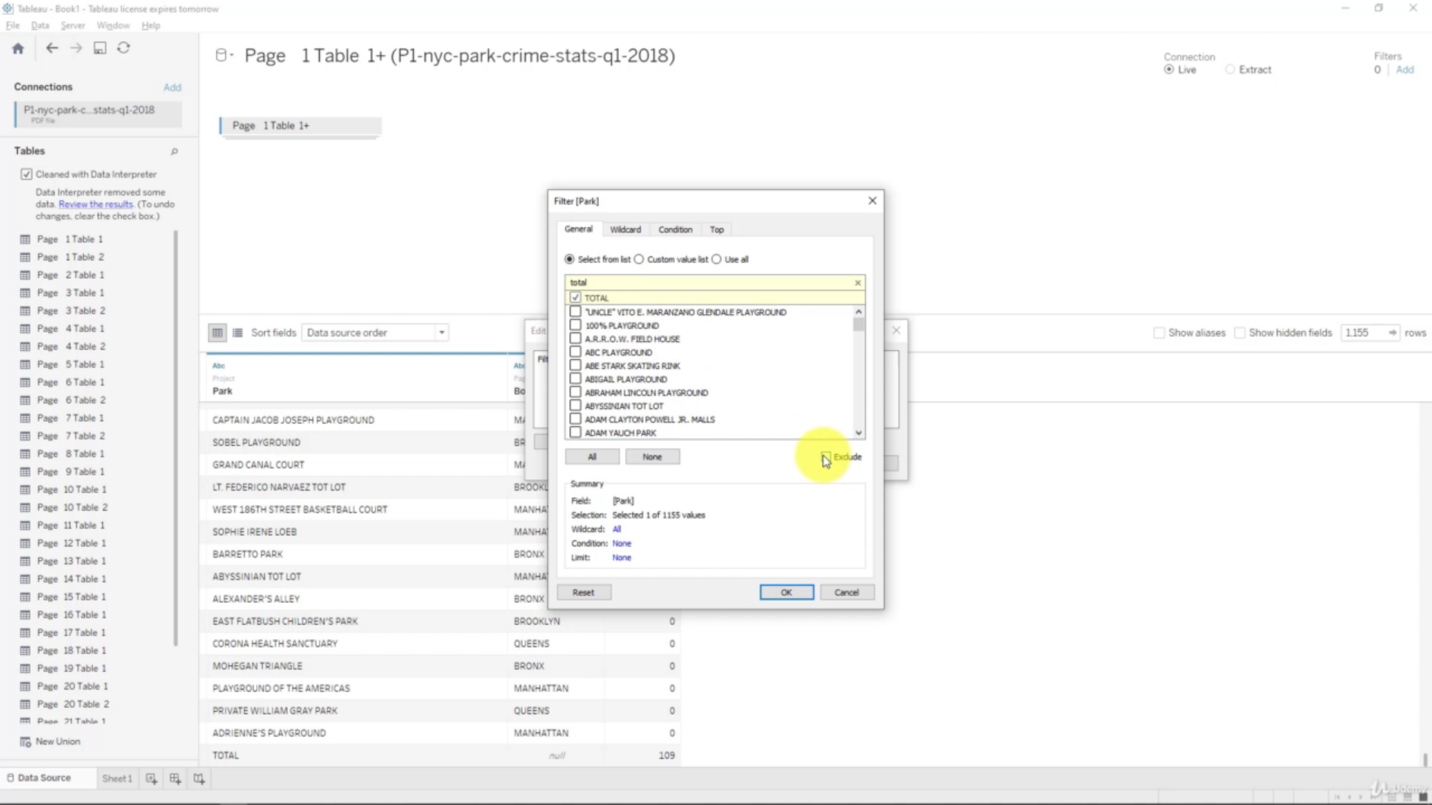 Tableau - Book1 - Tableau license expires tomorrow
File Data Server Window Help
Page 1 Table 1+ (P1-nyc-park-crime-stats-q1-2018)
Connection
Live Extract
Filters
0 Add
Connections Add
P1-nyc-park-c...stats-q1-2018
PDF file
Page 1 Table 1+
Tables
Cleaned with Data Interpreter
Data Interpreter removed some
data. Review the results. (To undo
changes, clear the check box.)
Page 1 Table 1
Page 1 Table 2
Page 2 Table 1
Page 3 Table 1
Page 3 Table 2
Page 4 Table 1
Page 4 Table 2
Page 5 Table 1
Page 6 Table 1
Page 6 Table 2
Page 7 Table 1
Page 7 Table 2
Page 8 Table 1
Page 9 Table 1
Page 10 Table 1
Page 10 Table 2
Page 11 Table 1
Page 12 Table 1
Page 13 Table 1
Page 14 Table 1
Page 15 Table 1
Page 16 Table 1
Page 17 Table 1
Page 18 Table 1
Page 19 Table 1
Page 20 Table 1
Page 20 Table 2
Page 21 Table 1
New Union
Sort fields Data source order
Show aliases Show hidden fields 1,155 rows
Abc
Project
Park
Abc
CAPTAIN JACOB JOSEPH PLAYGROUND
SOBEL PLAYGROUND
GRAND CANAL COURT
LT. FEDERICO NARVAEZ TOT LOT
WEST 186TH STREET BASKETBALL COURT
SOPHIE IRENE LOEB
BARRETTO PARK BRONX
ABYSSINIAN TOT LOT
ALEXANDER'S ALLEY BRONX
EAST FLATBUSH CHILDREN'S PARK BROOKLYN 0
CORONA HEALTH SANCTUARY QUEENS 0
MOHEGAN TRIANGLE BRONX 0
PLAYGROUND OF THE AMERICAS MANHATTAN 0
PRIVATE WILLIAM GRAY PARK QUEENS 0
ADRIENNE'S PLAYGROUND MANHATTAN 0
TOTAL null 109
Edit
Filter [Park]
General Wildcard Condition Top
Select from list Custom value list Use all
total
TOTAL
"UNCLE" VITO E. MARANZANO GLENDALE PLAYGROUND
100% PLAYGROUND
A.R.R.O.W. FIELD HOUSE
ABC PLAYGROUND
ABE STARK SKATING RINK
ABIGAIL PLAYGROUND
ABRAHAM LINCOLN PLAYGROUND
ABYSSINIAN TOT LOT
ADAM CLAYTON POWELL JR. MALLS
ADAM YAUCH PARK
All None Exclude
Summary
Field: [Park]
Selection: Selected 1 of 1155 values
Wildcard: All
Condition: None
Limit: None
Reset OK Cancel
Data Source Sheet1
Udemy